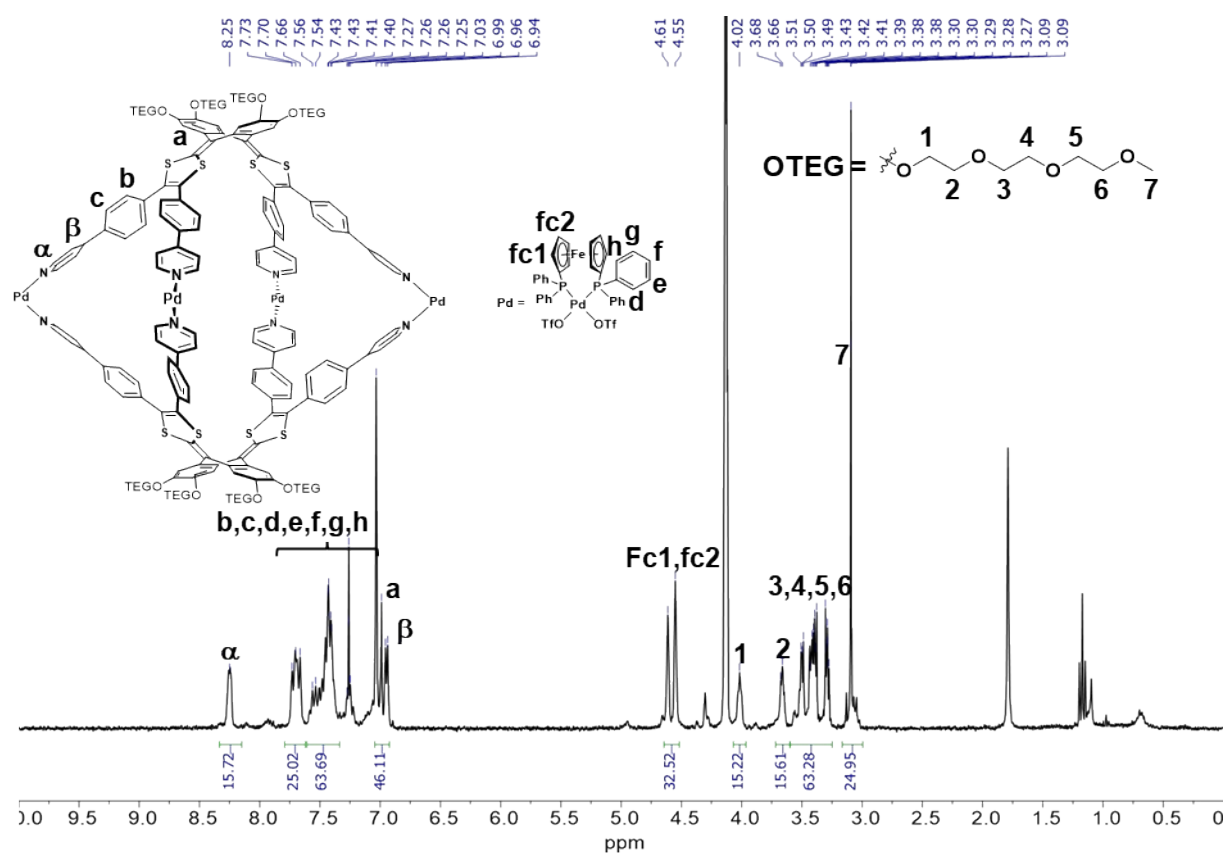 8.25
7.73
7.70
7.66
7.56
7.54
7.43
7.43
7.41
7.40
7.27
7.26
7.26
7.25
7.03
6.99
6.96
6.94
4.61
4.55
4.02
3.68
3.66
3.51
3.50
3.49
3.43
3.42
3.41
3.39
3.38
3.38
3.30
3.30
3.29
3.28
3.27
3.09
3.09
TEGO OTEG TEGO OTEG
TEGO OTEG
a
S S S S
b
c
β
α
N N N N
Pd Pd Pd Pd
N N N N
S S S S
TEGO OTEG
TEGO TEGO OTEG
fc2
fc1
Fe
h
g
f
e
d
Ph
Ph
P P
Ph
Pd = Pd
TfO OTf
OTEG = O O O O
1 4 5
2 3 6 7
b,c,d,e,f,g,h
a
β
α
Fc1,fc2
1
2
3,4,5,6
7
15.72
25.02
63.69
46.11
32.52
15.22
15.61
63.28
24.95
0.0 9.5 9.0 8.5 8.0 7.5 7.0 6.5 6.0 5.5 5.0 4.5 4.0 3.5 3.0 2.5 2.0 1.5 1.0 0.5 0
ppm